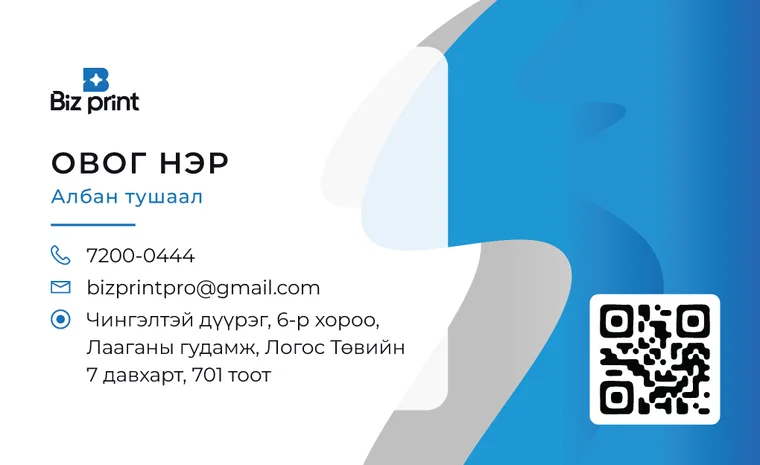 Biz print
ОВОГ НЭР
Албан тушаал
7200-0444
bizprintpro@gmail.com
Чингэлтэй дүүрэг, 6-р хороо,
Лааганы гудамж, Логос Төвийн
7 давхарт, 701 тоот